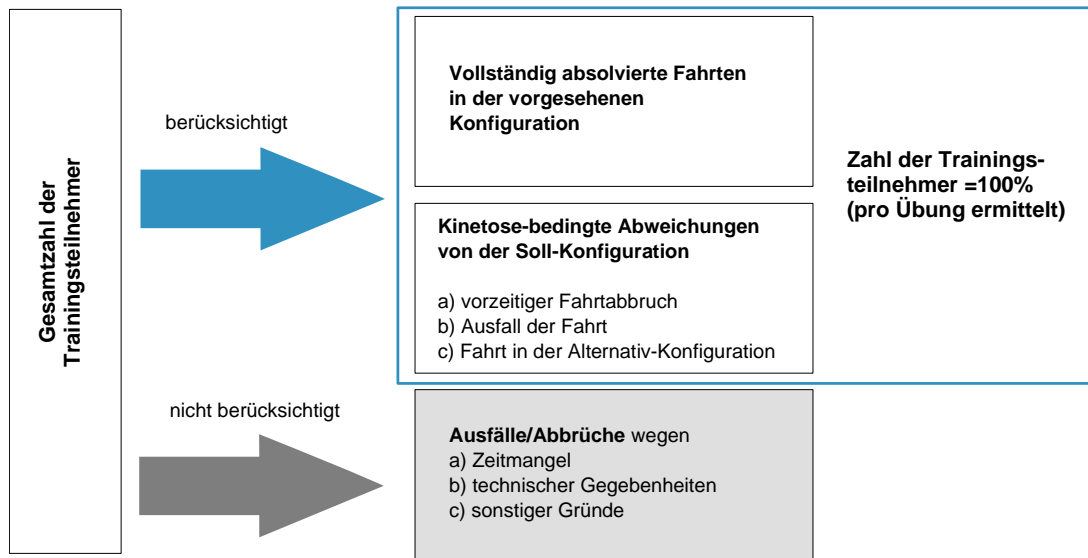 Gesamtzahl der
Trainingsteilnehmer
berücksichtigt
Vollständig absolvierte Fahrten
in der vorgesehenen
Konfiguration
Kinetose-bedingte Abweichungen
von der Soll-Konfiguration
a) vorzeitiger Fahrtabbruch
b) Ausfall der Fahrt
c) Fahrt in der Alternativ-Konfiguration
Zahl der Trainings-
teilnehmer =100%
(pro Übung ermittelt)
nicht berücksichtigt
Ausfälle/Abbrüche wegen
a) Zeitmangel
b) technischer Gegebenheiten
c) sonstiger Gründe